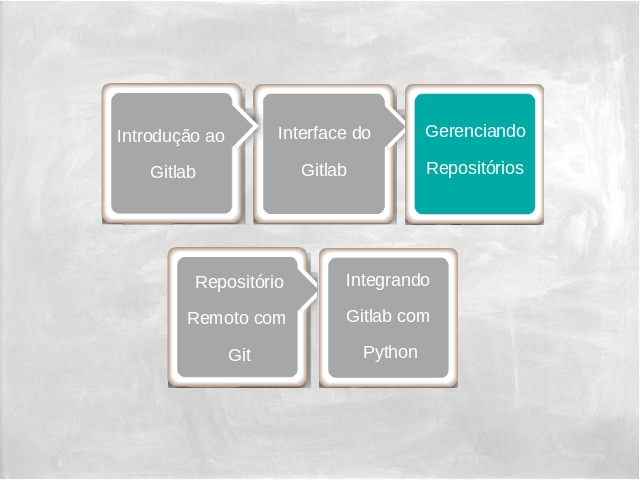 Introdução ao
Gitlab
Interface do
Gitlab
Gerenciando
Repositórios
Repositório
Remoto com
Git
Integrando
Gitlab com
Python